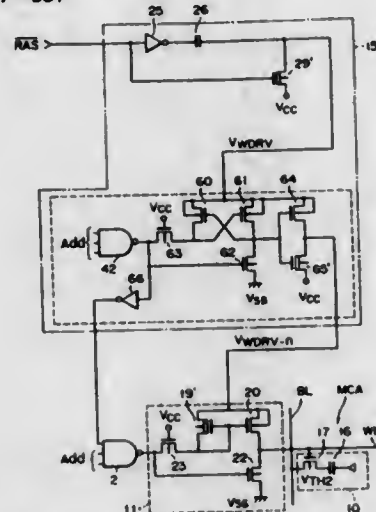 25
26
RAS
29'
15
VCC
VWDRV
60
61
64
VCC
Add
42
63
62
65'
VSB
VCC
66
VWDRV-n
BL
MCA
19'
20
VCC
17
16
WL
Add
2
23
22
VTH2
11
VSS
10